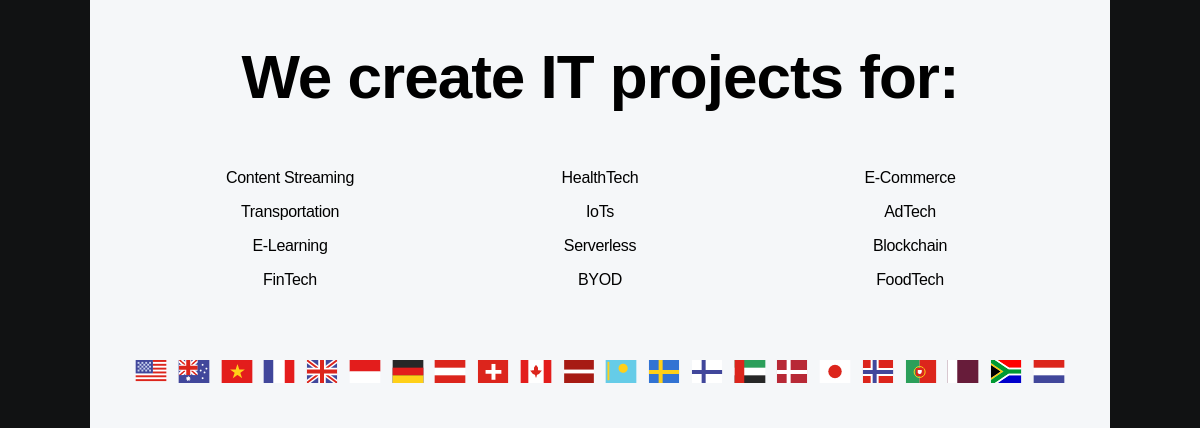 We create IT projects for:
Content Streaming
Transportation
E-Learning
FinTech
HealthTech
IoTs
Serverless
BYOD
E-Commerce
AdTech
Blockchain
FoodTech